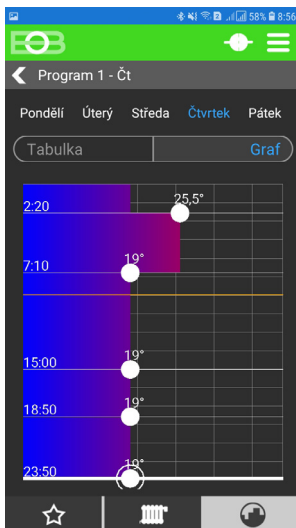 58% 8:56
EOB
Program 1 - Čt
Pondělí Úterý Středa Čtvrtek Pátek
Tabulka Graf
25,5°
2:20
19°
7:10
19°
15:00
19°
18:50
19°
23:50